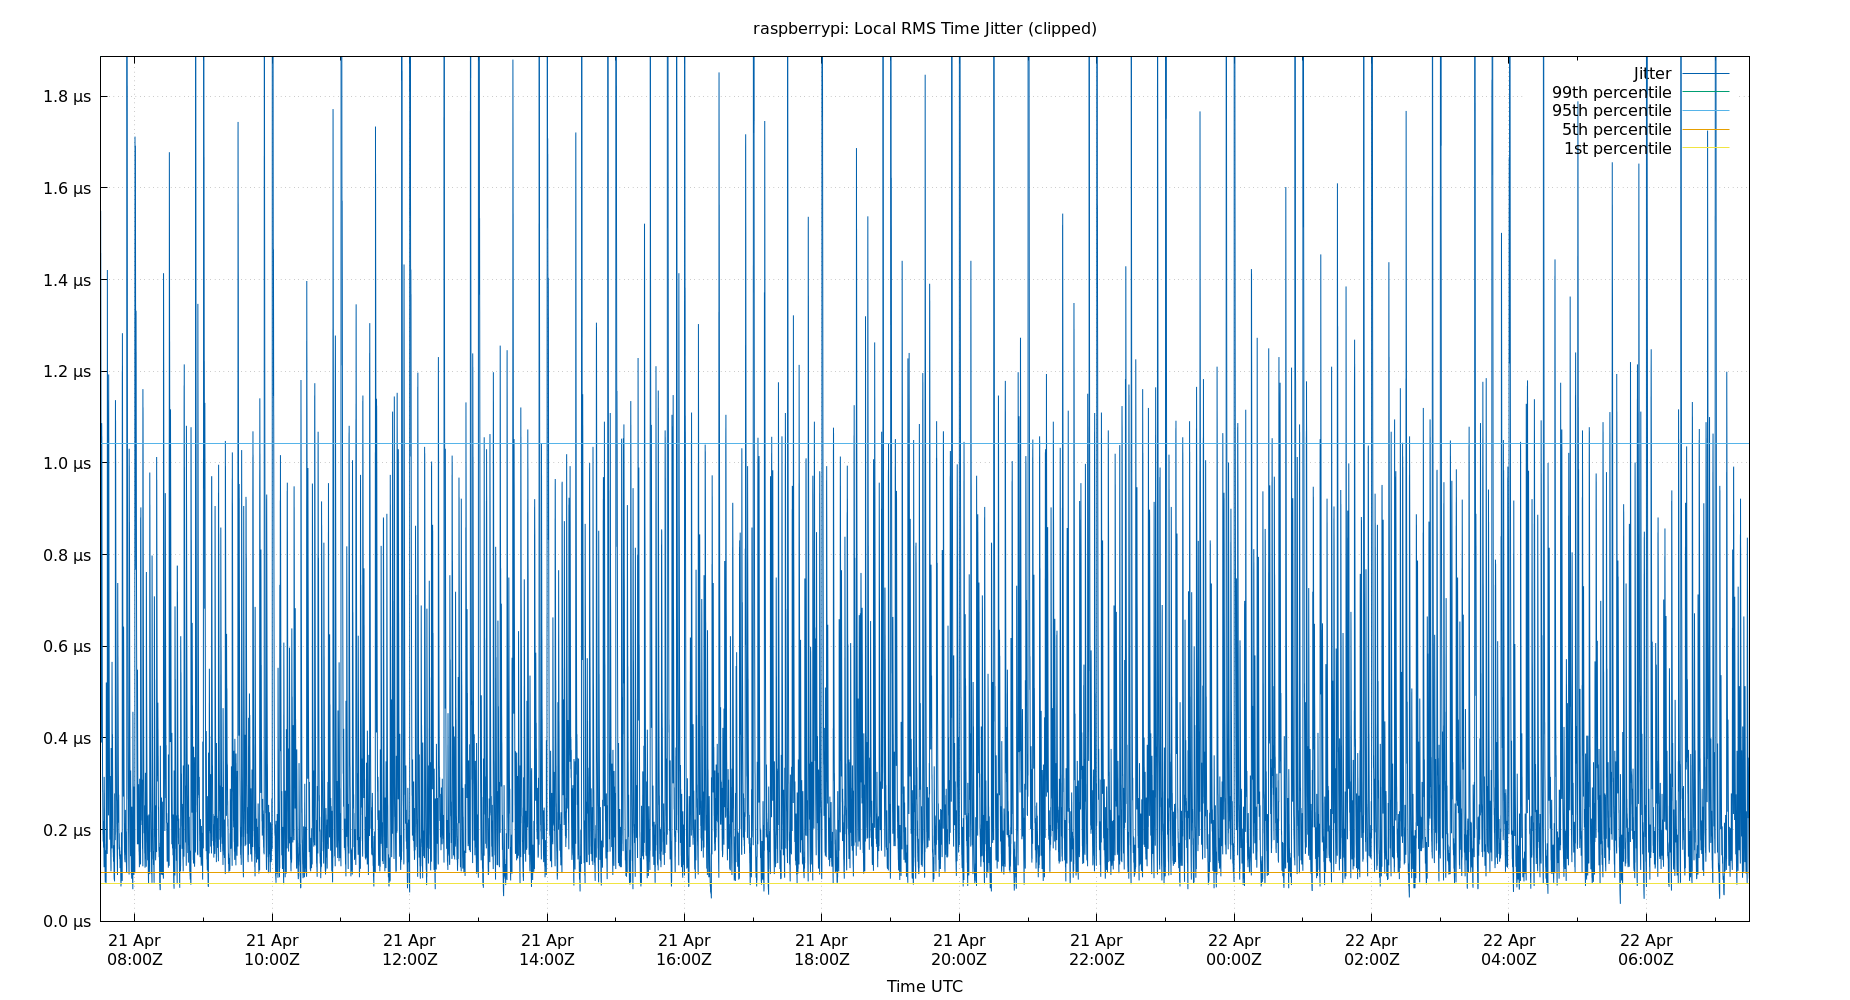 raspberrypi: Local RMS Time Jitter (clipped)
Jitter
99th percentile
95th percentile
5th percentile
1st percentile
1.8 µs
1.6 µs
1.4 µs
1.2 µs
1.0 µs
0.8 µs
0.6 µs
0.4 µs
0.2 µs
0.0 µs
21 Apr 21 Apr 21 Apr 21 Apr 21 Apr 21 Apr 21 Apr 21 Apr 22 Apr 22 Apr 22 Apr 22 Apr
08:00Z 10:00Z 12:00Z 14:00Z 16:00Z 18:00Z 20:00Z 22:00Z 00:00Z 02:00Z 04:00Z 06:00Z
Time UTC